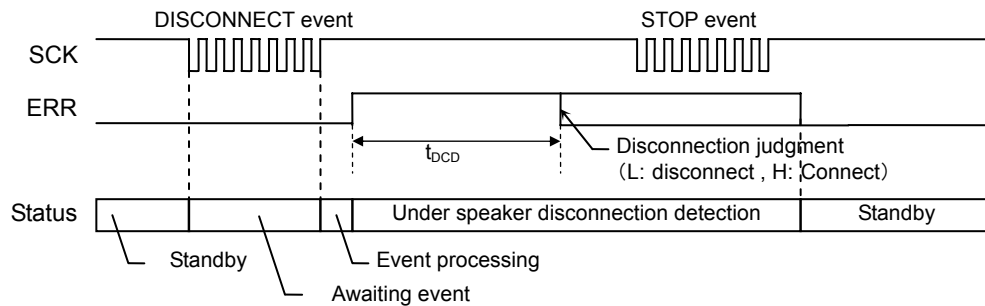 DISCONNECT event
STOP event
SCK
ERR
tDCD
Disconnection judgment
(L: disconnect , H: Connect)
Status
Under speaker disconnection detection
Standby
Standby
Event processing
Awaiting event